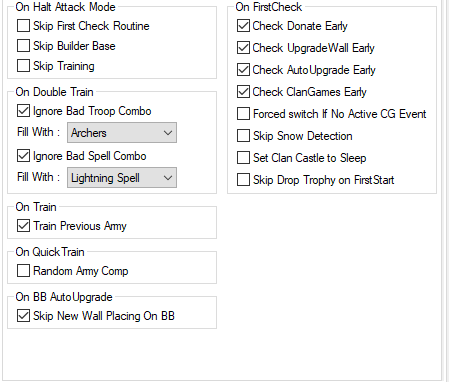 On Halt Attack Mode
Skip First Check Routine
Skip Builder Base
Skip Training
On Double Train
Ignore Bad Troop Combo
Fill With : Archers
Ignore Bad Spell Combo
Fill With : Lightning Spell
On Train
Train Previous Army
On QuickTrain
Random Army Comp
On BB AutoUpgrade
Skip New Wall Placing On BB
On FirstCheck
Check Donate Early
Check UpgradeWall Early
Check AutoUpgrade Early
Check ClanGames Early
Forced switch If No Active CG Event
Skip Snow Detection
Set Clan Castle to Sleep
Skip Drop Trophy on FirstStart